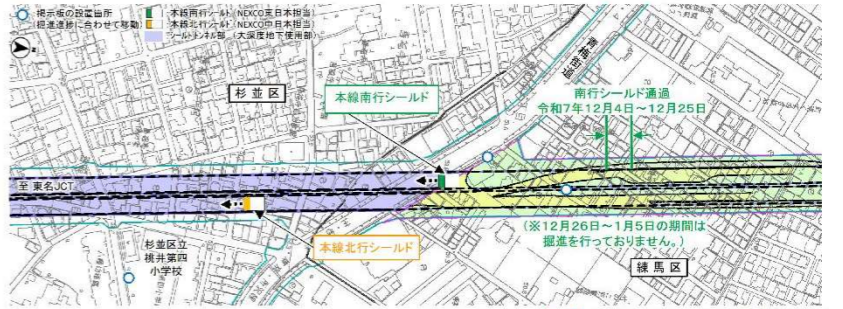 掲示板の設置箇所
(掘進進捗に合わせて移動)
:本線南行シールド(NEXCO東日本担当)
:本線北行シールド(NEXCO中日本担当)
:シールドトンネル部(大深度地下使用部)
杉並区
本線南行シールド
青梅街道
南行シールド通過
令和7年12月4日~12月25日
至 東名JCT
本線北行シールド
杉並区立
桃井第四
小学校
(※12月26日~1月5日の期間は
掘進を行っておりません。)
練馬区